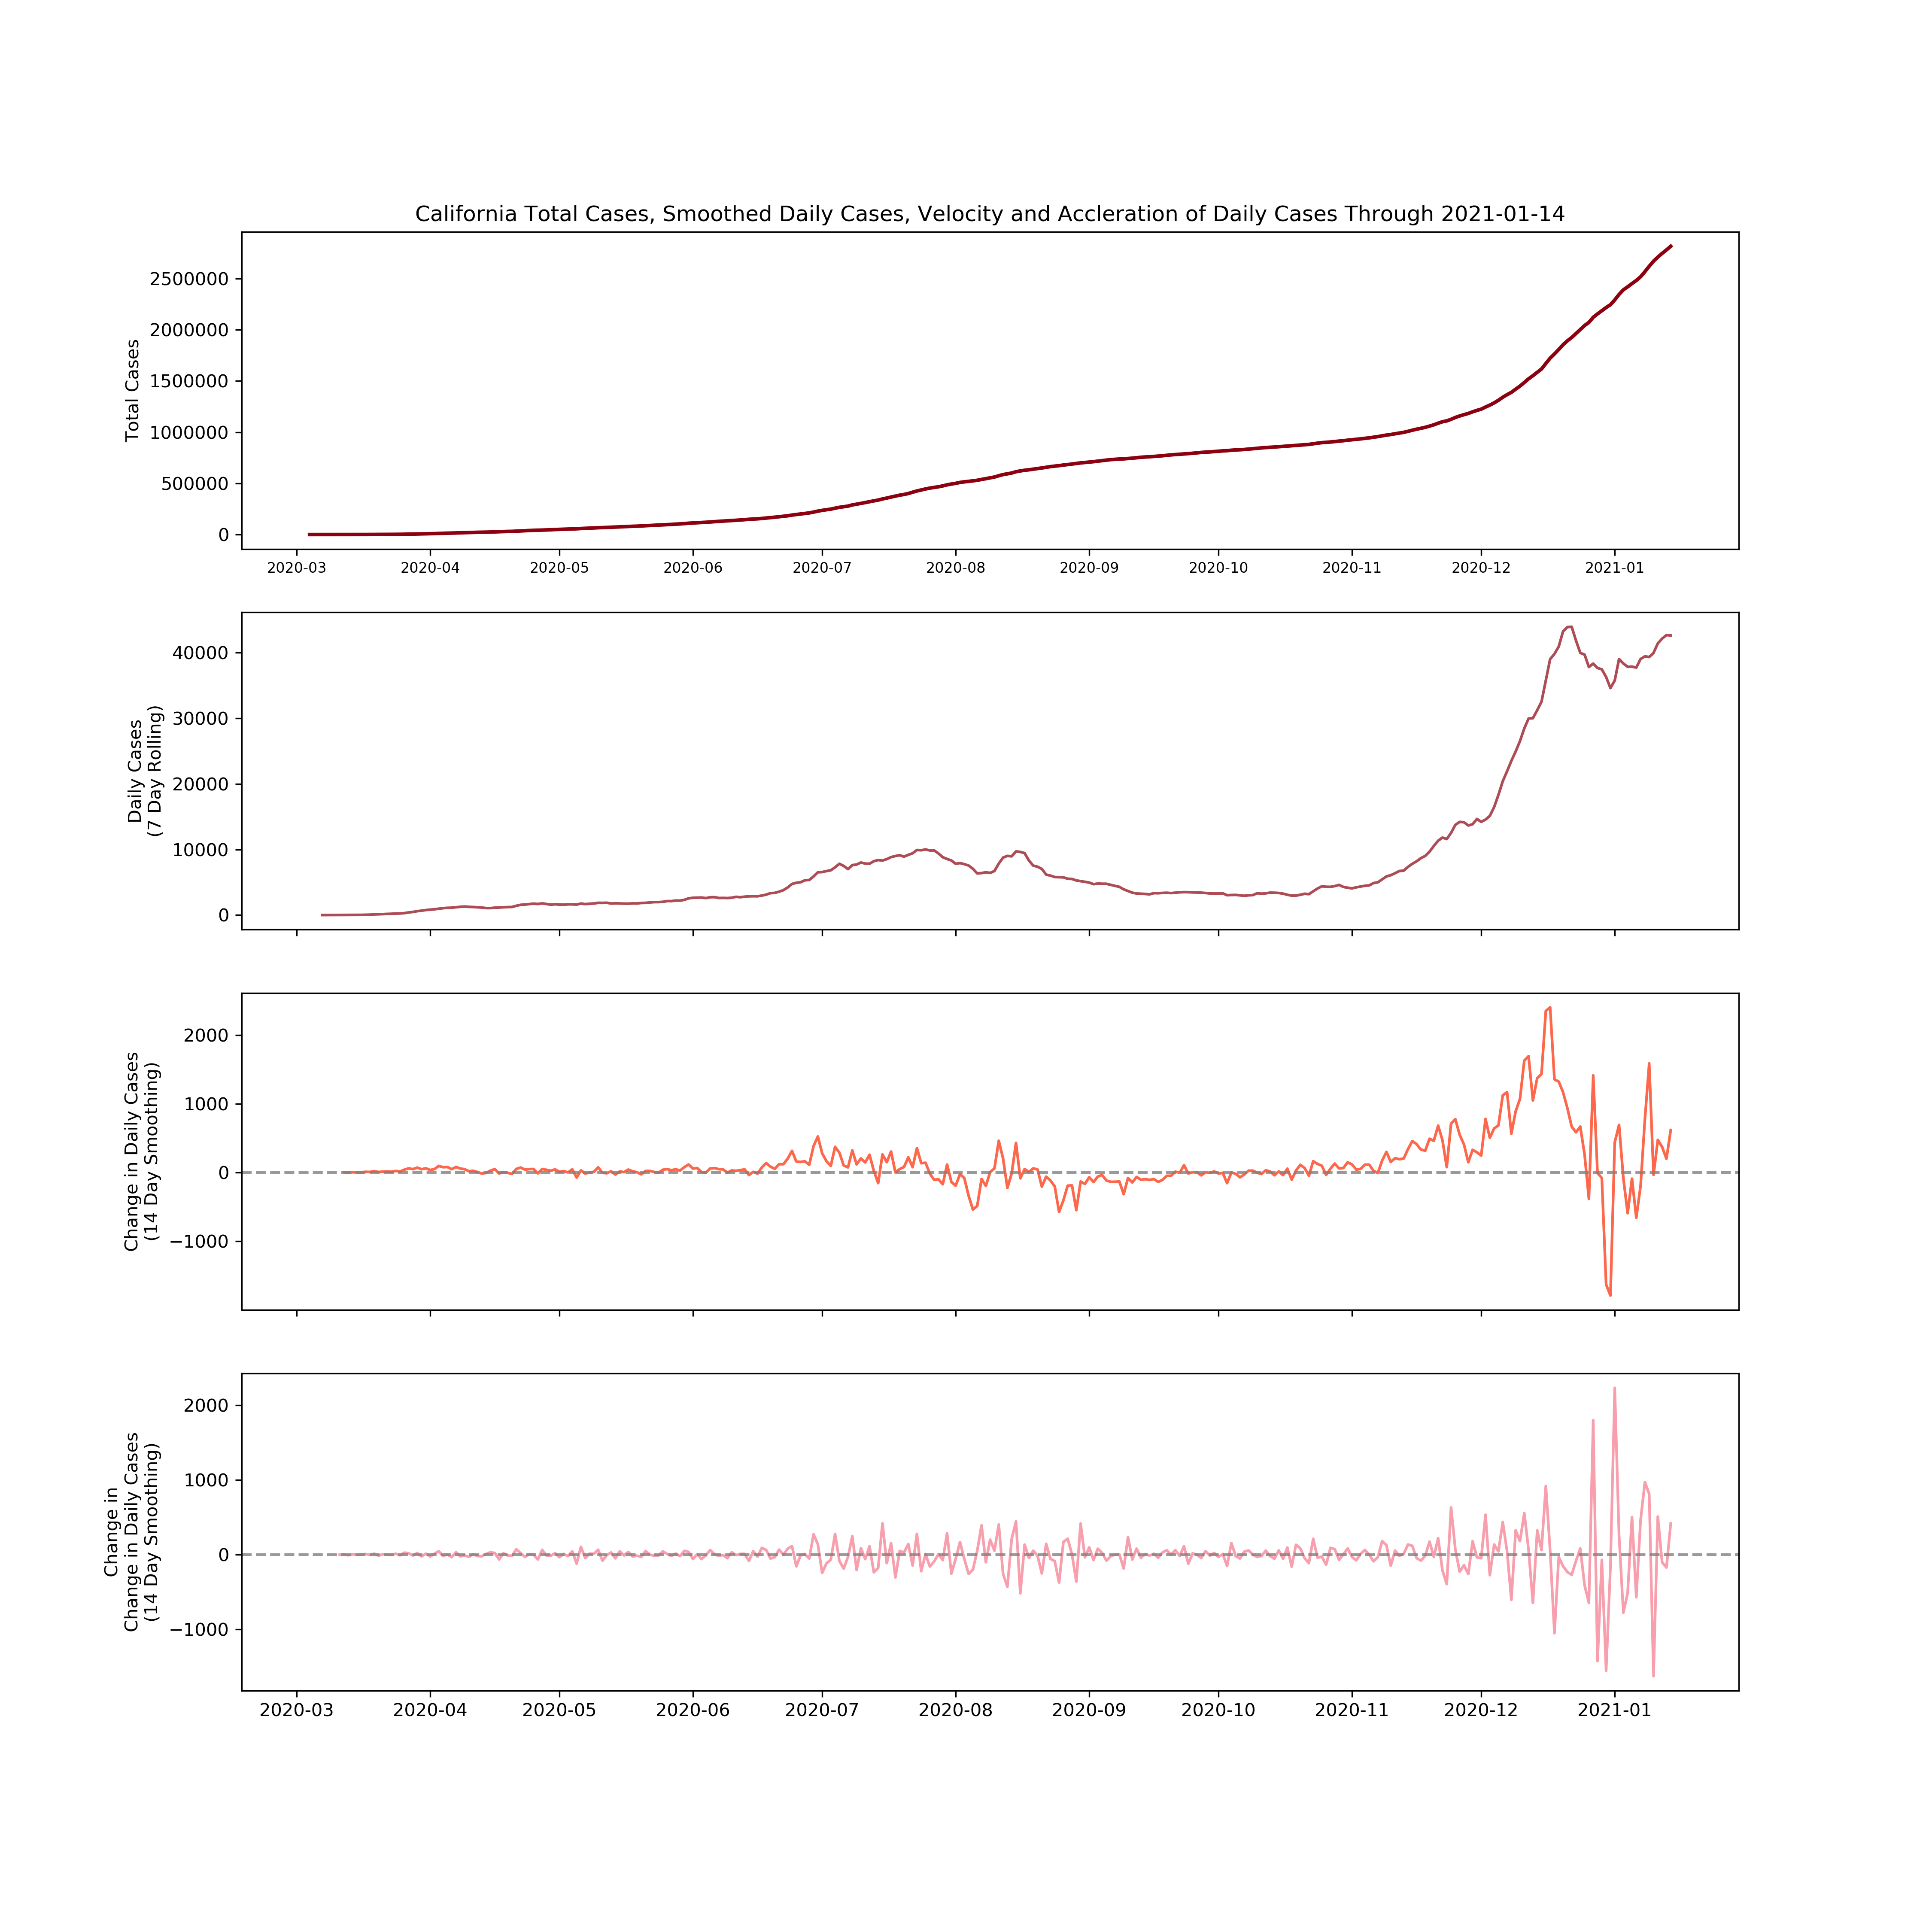 California Total Cases, Smoothed Daily Cases, Velocity and Accleration of Daily Cases Through 2021-01-14
Total Cases
2500000
2000000
1500000
1000000
500000
0
2020-03 2020-04 2020-05 2020-06 2020-07 2020-08 2020-09 2020-10 2020-11 2020-12 2021-01
Daily Cases
(7 Day Rolling)
40000
30000
20000
10000
0
Change in Daily Cases
(14 Day Smoothing)
2000
1000
0
−1000
Change in
Change in Daily Cases
(14 Day Smoothing)
2000
1000
0
−1000
2020-03 2020-04 2020-05 2020-06 2020-07 2020-08 2020-09 2020-10 2020-11 2020-12 2021-01